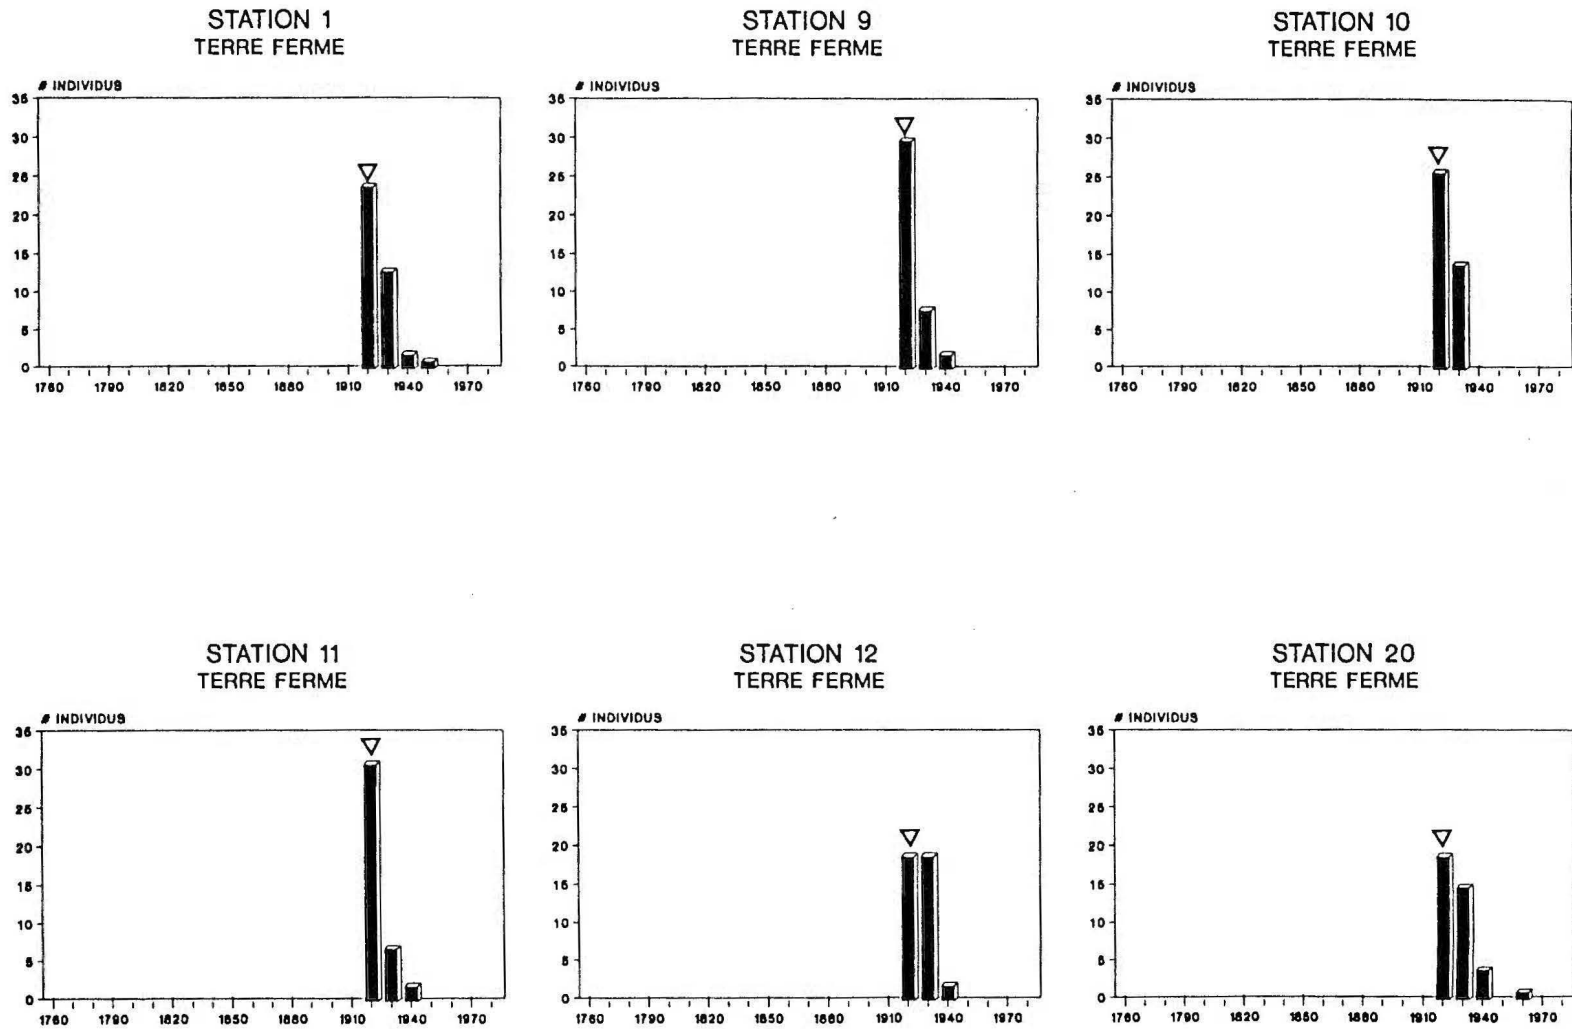 STATION 1
TERRE FERME
# INDIVIDUS
35
30
25
20
15
10
5
0
1760 1790 1820 1850 1880 1910 1940 1970
STATION 9
TERRE FERME
# INDIVIDUS
35
30
25
20
15
10
5
0
1760 1790 1820 1850 1880 1910 1940 1970
STATION 10
TERRE FERME
# INDIVIDUS
35
30
25
20
15
10
5
0
1760 1790 1820 1850 1880 1910 1940 1970
STATION 11
TERRE FERME
# INDIVIDUS
35
30
25
20
15
10
5
0
1760 1790 1820 1850 1880 1910 1940 1970
STATION 12
TERRE FERME
# INDIVIDUS
35
30
25
20
15
10
5
0
1760 1790 1820 1850 1880 1910 1940 1970
STATION 20
TERRE FERME
# INDIVIDUS
35
30
25
20
15
10
5
0
1760 1790 1820 1850 1880 1910 1940 1970